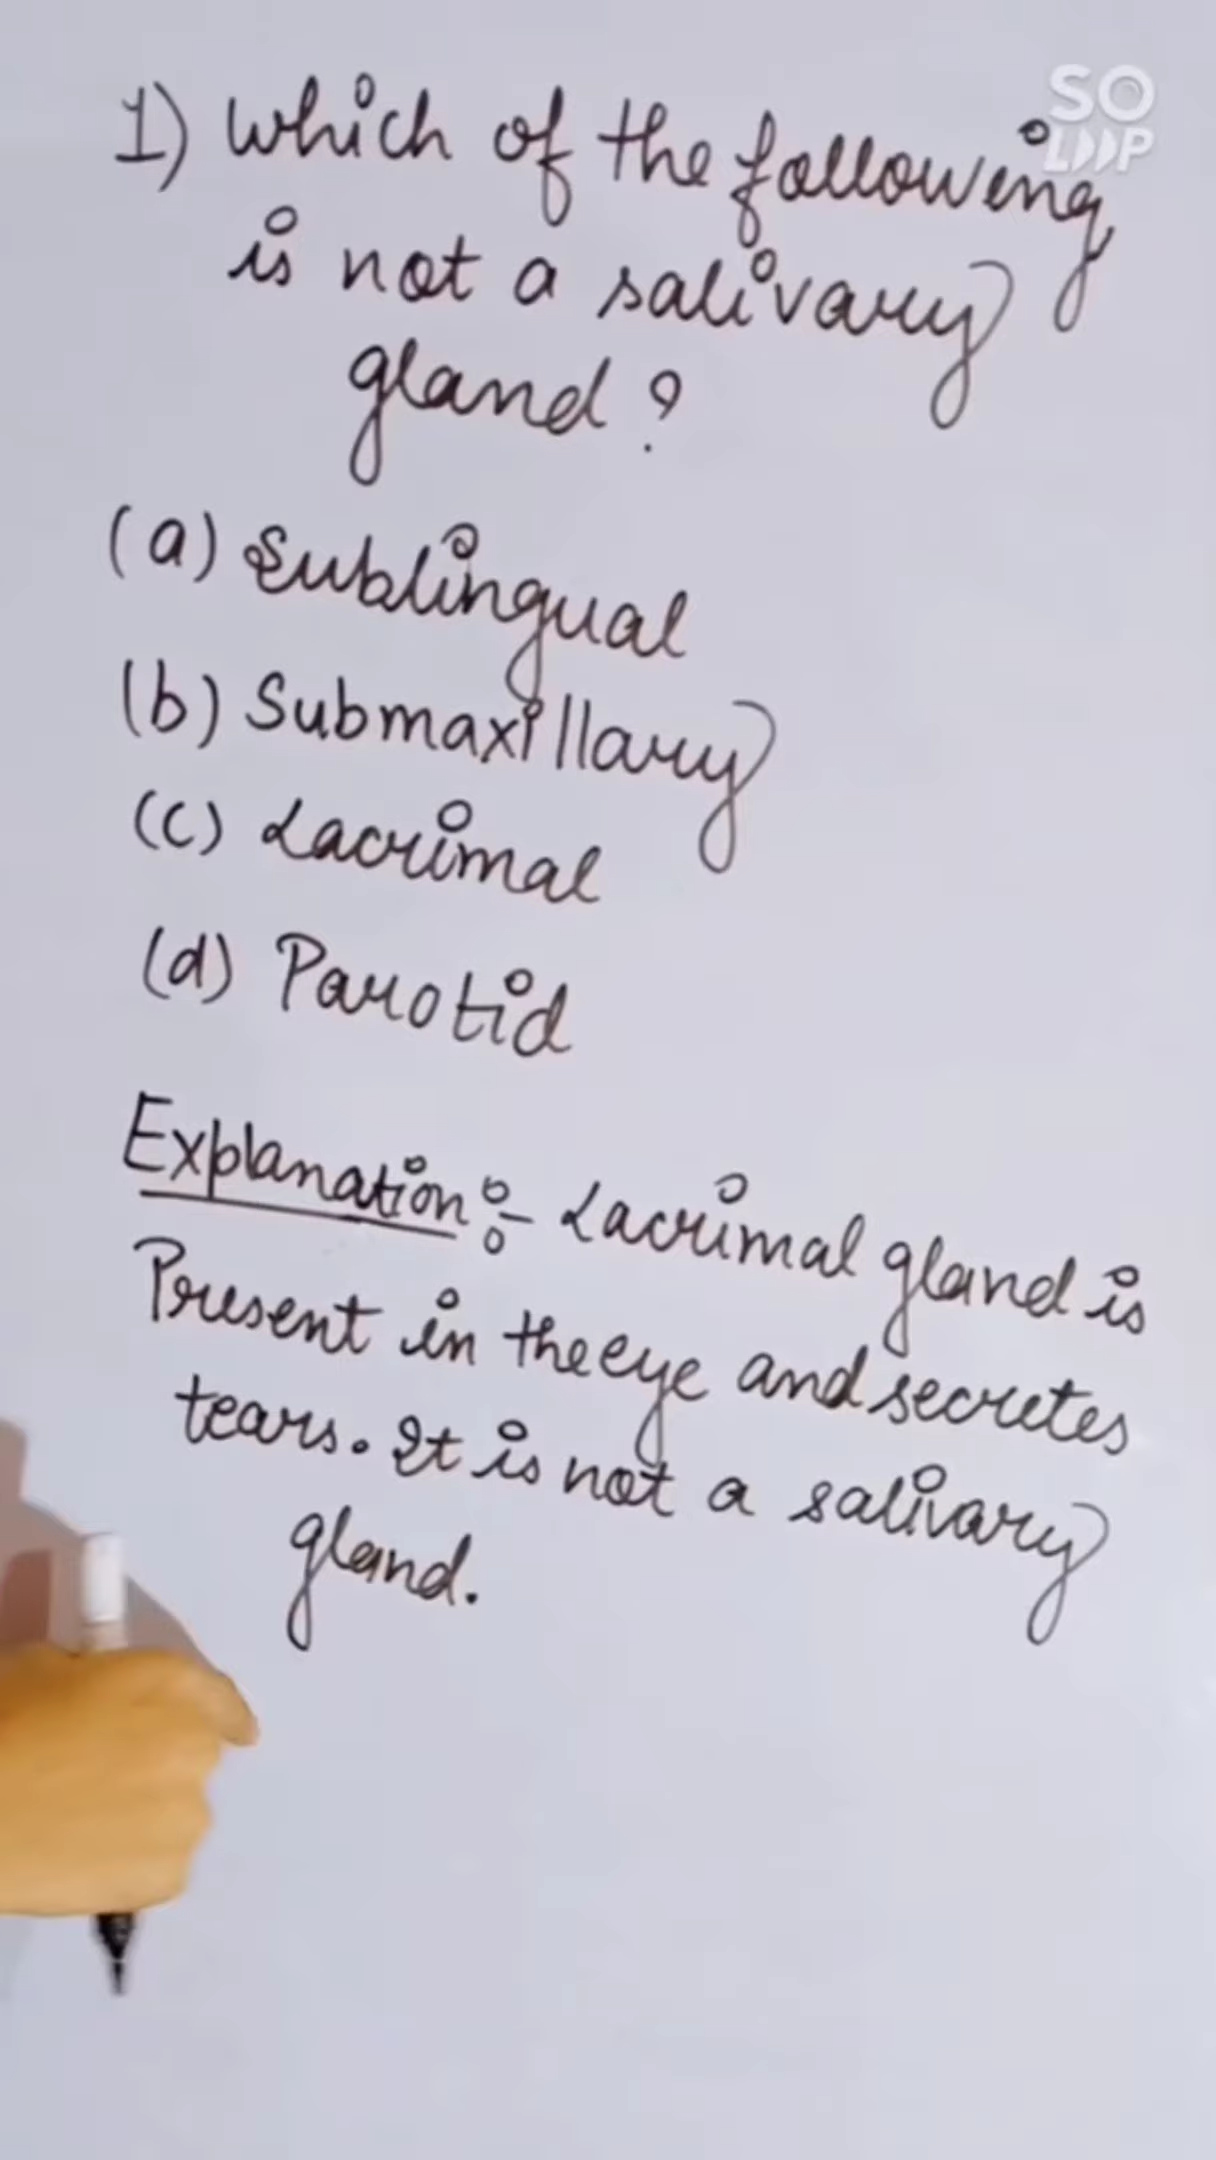 SO
LOOP
1) Which of the following
is not a salivary
gland ?
(a) Sublingual
(b) Submaxillary
(c) Lacrimal
(d) Parotid
Explanation :- Lacrimal gland is
Present in the eye and secretes
tears. It is not a salivary
gland.